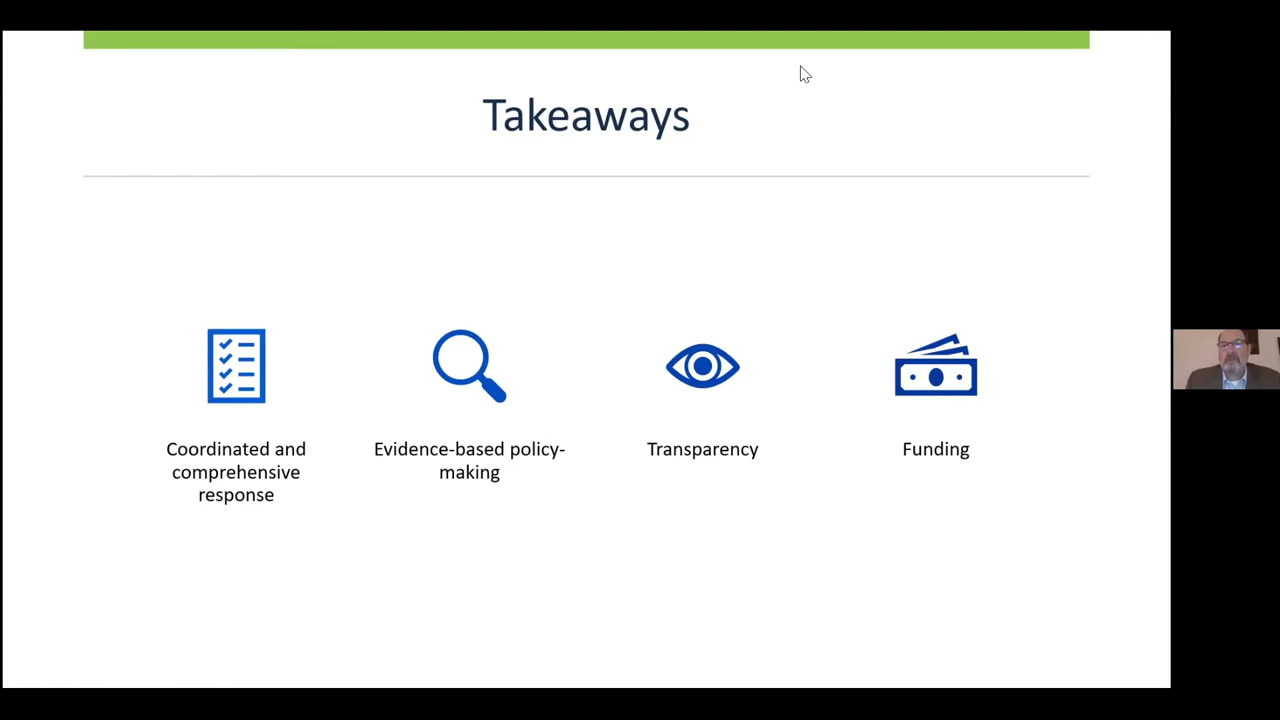 Takeaways
Coordinated and
comprehensive
response
Evidence-based policy-
making
Transparency
Funding